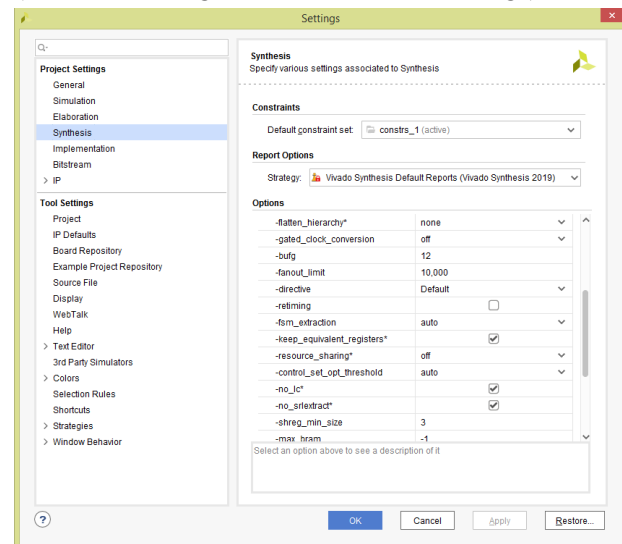 Settings
Q-
Project Settings
General
Simulation
Elaboration
Synthesis
Implementation
Bitstream
> IP
Tool Settings
Project
IP Defaults
Board Repository
Example Project Repository
Source File
Display
WebTalk
Help
> Text Editor
3rd Party Simulators
> Colors
Selection Rules
Shortcuts
> Strategies
> Window Behavior
Synthesis
Specify various settings associated to Synthesis
Constraints
Default constraint set: constrs_1 (active)
Report Options
Strategy: Vivado Synthesis Default Reports (Vivado Synthesis 2019)
Options
-flatten_hierarchy* none
-gated_clock_conversion off
-bufg 12
-fanout_limit 10,000
-directive Default
-retiming
-fsm_extraction auto
-keep_equivalent_registers*
-resource_sharing* off
-control_set_opt_threshold auto
-no_lc*
-no_srlextract*
-shreg_min_size 3
-max_bram -1
Select an option above to see a description of it
? OK Cancel Apply Restore...